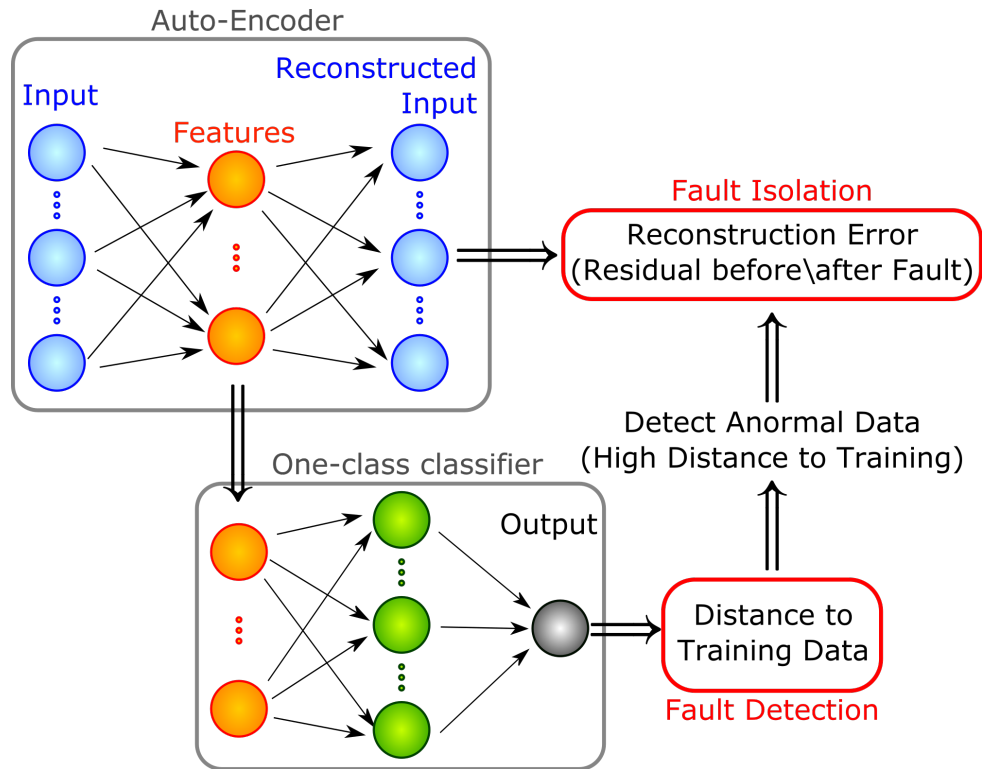 Auto-Encoder
Input
Features
Reconstructed
Input
Fault Isolation
Reconstruction Error
(Residual before\after Fault)
Detect Anormal Data
(High Distance to Training)
One-class classifier
Output
Distance to
Training Data
Fault Detection